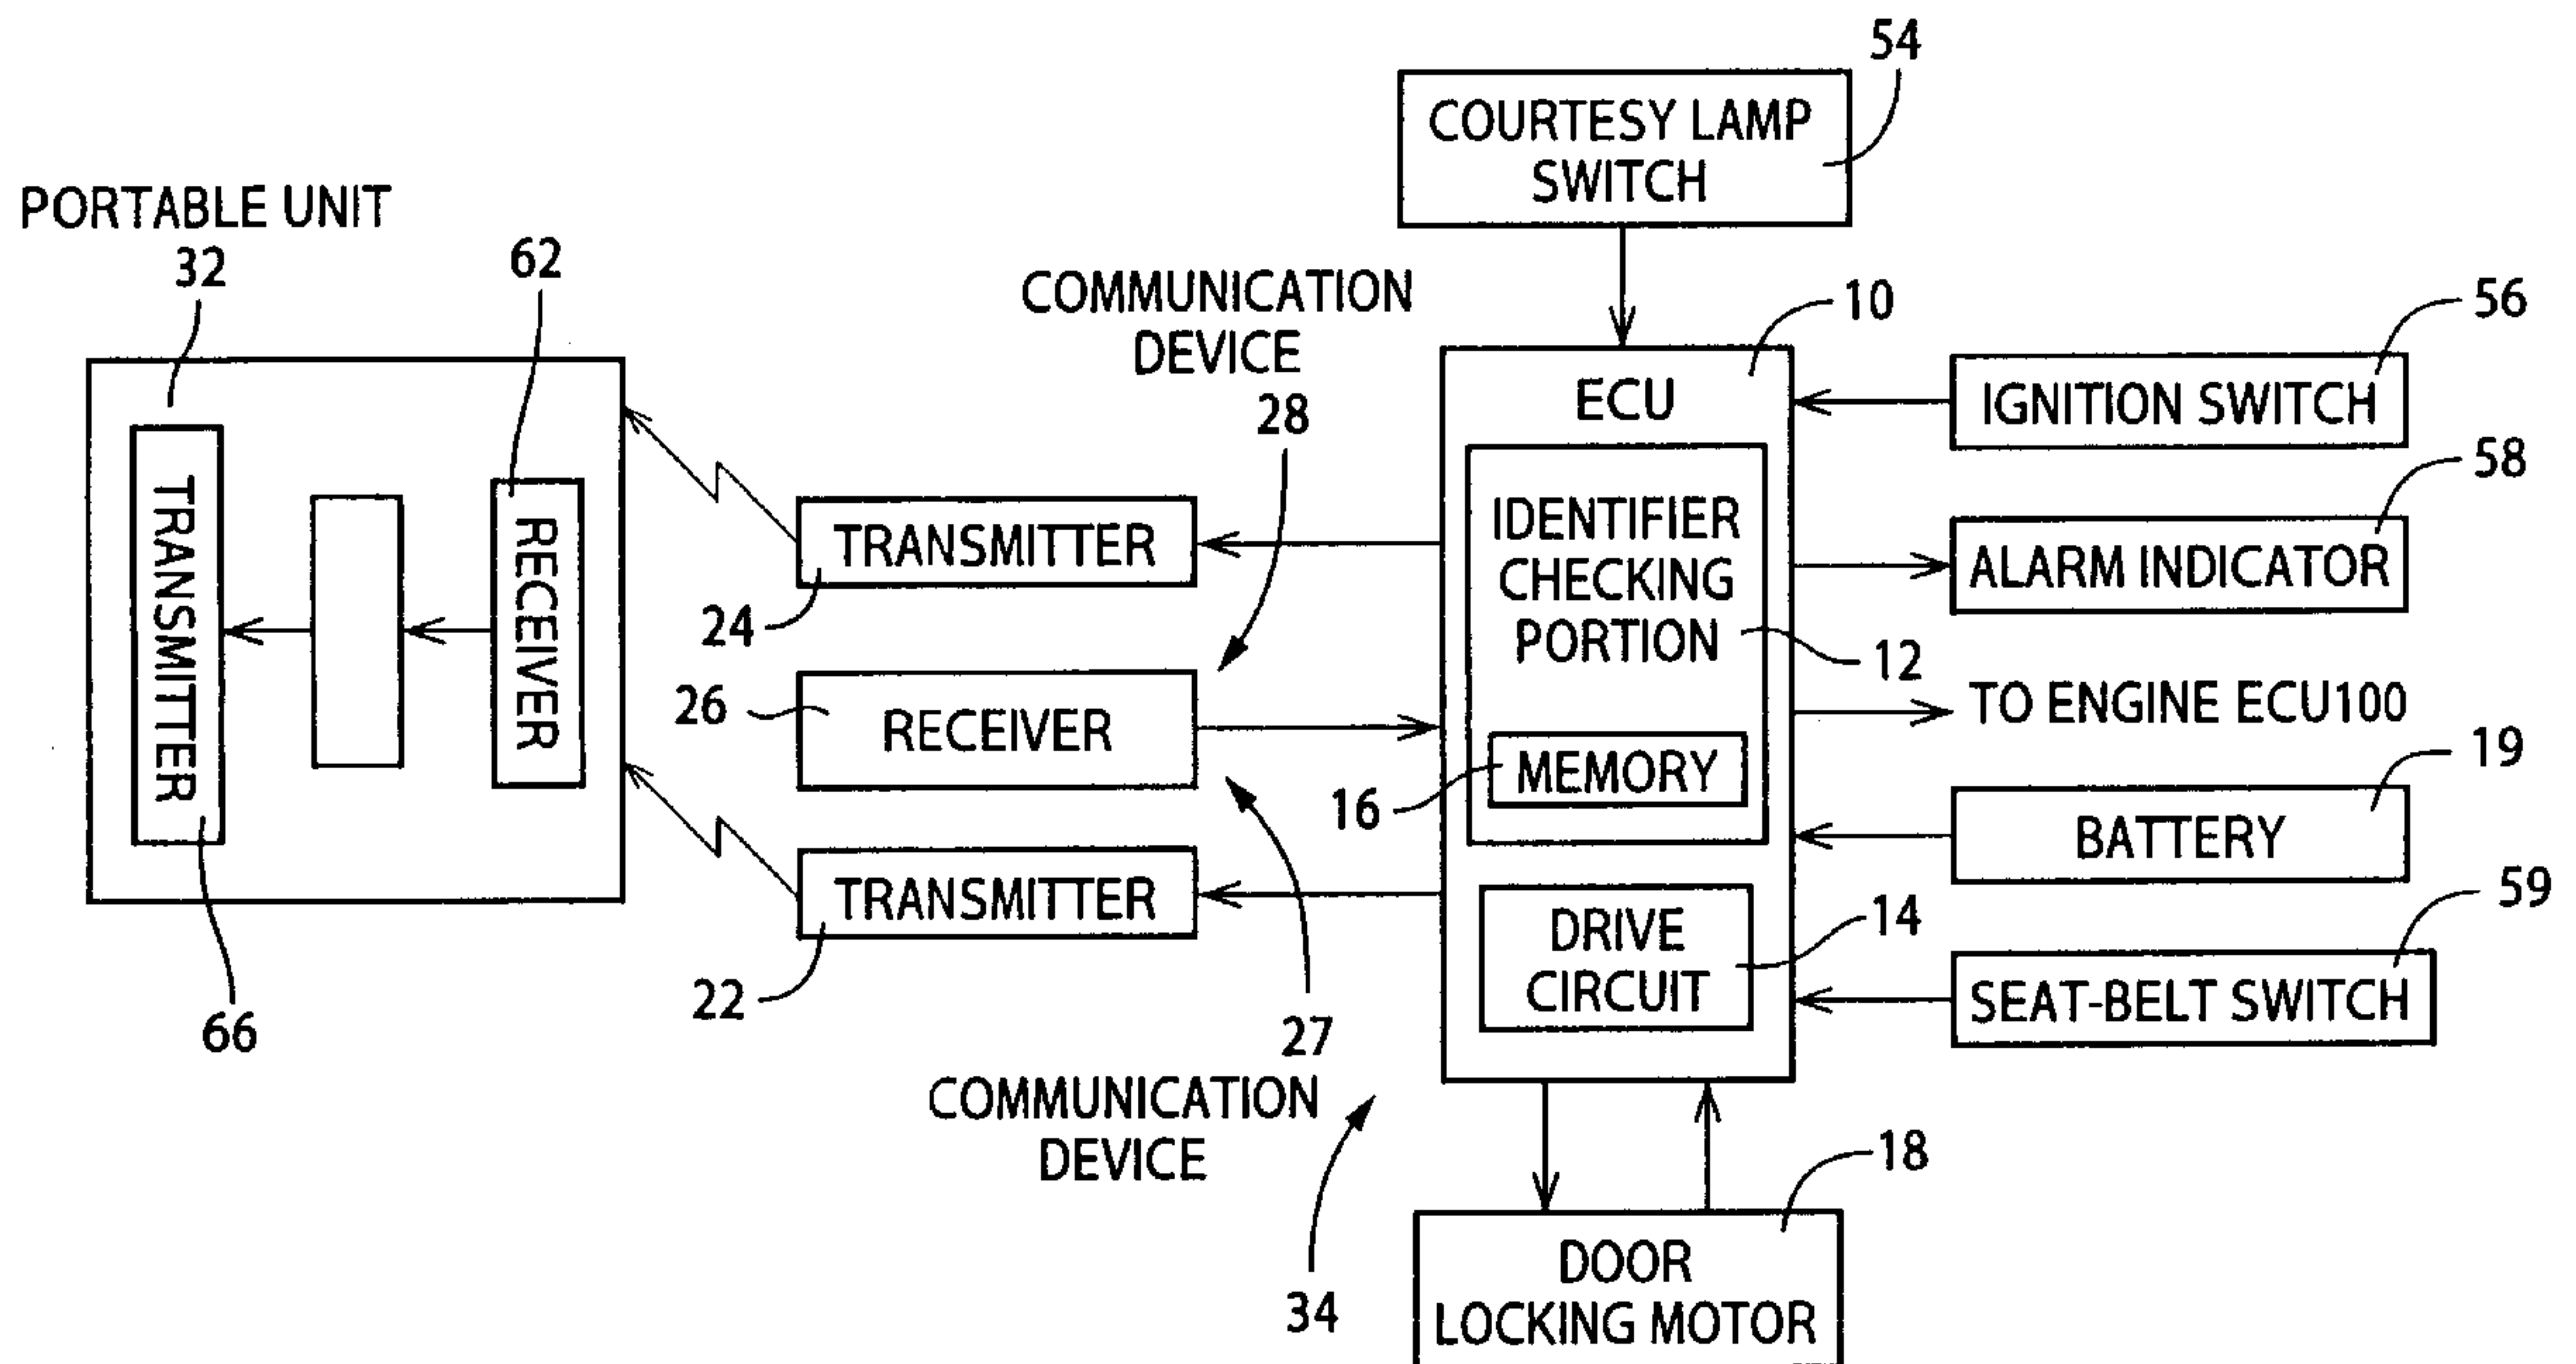 54
COURTESY LAMP
SWITCH
PORTABLE UNIT
32
62
COMMUNICATION
DEVICE
28
10
56
ECU
IGNITION SWITCH
58
TRANSMITTER
RECEIVER
TRANSMITTER
24
IDENTIFIER
CHECKING
PORTION
12
ALARM INDICATOR
26
RECEIVER
TO ENGINE ECU100
16
MEMORY
19
BATTERY
TRANSMITTER
22
DRIVE
CIRCUIT
14
59
SEAT-BELT SWITCH
66
27
COMMUNICATION
DEVICE
34
18
DOOR
LOCKING MOTOR